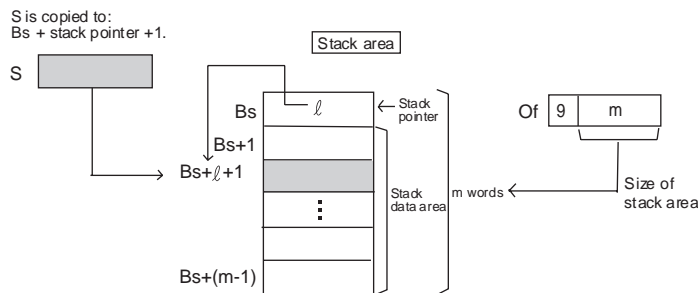 S is copied to:
Bs + stack pointer +1.
S
Stack area
Bs
ℓ
Stack
pointer
Bs+1
Bs+ℓ+1
Stack
data area
m words
Bs+(m-1)
Of
9
m
Size of
stack area